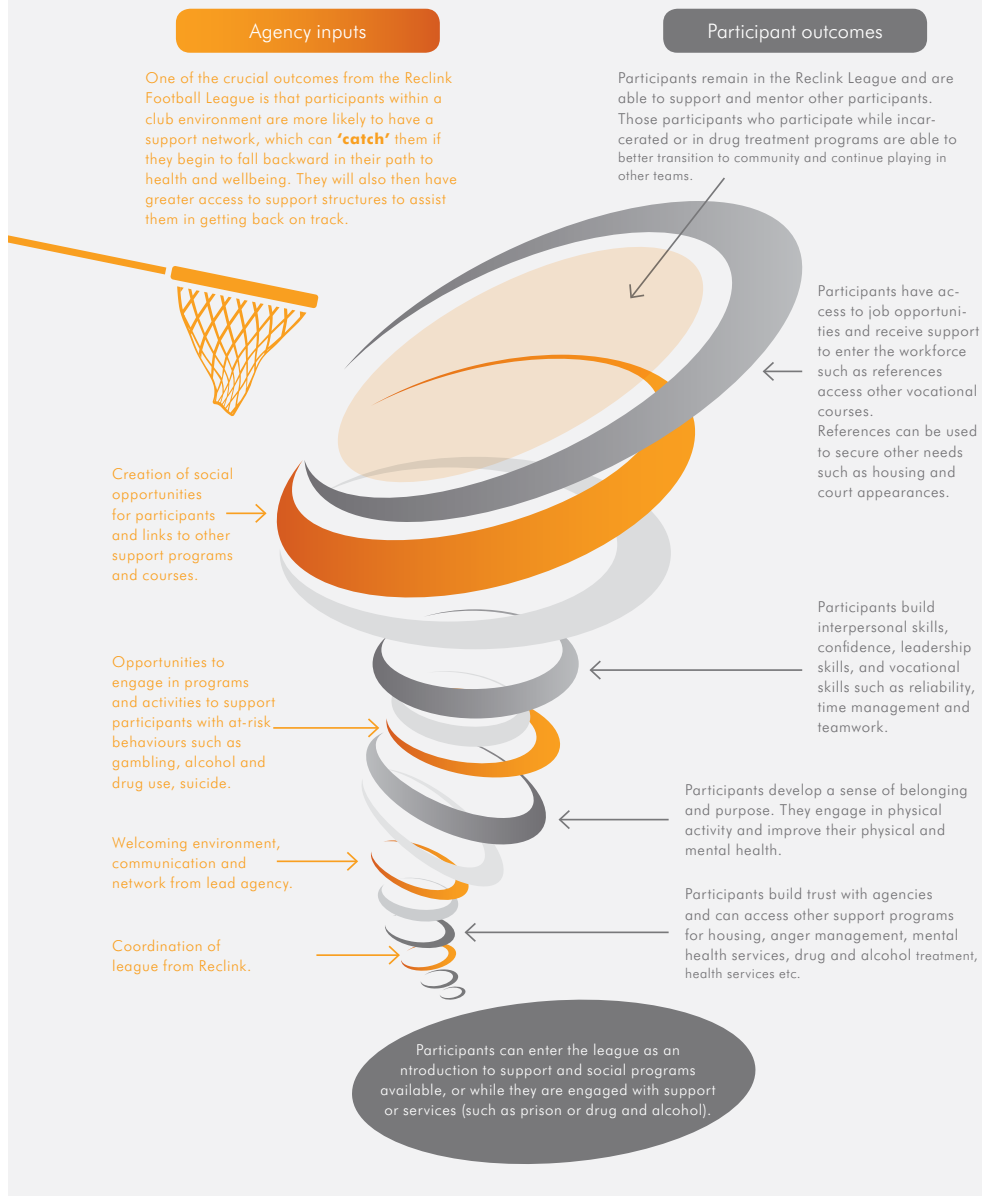 Agency inputs
One of the crucial outcomes from the Reclink
Football League is that participants within a
club environment are more likely to have a
support network, which can 'catch' them if
they begin to fall backward in their path to
health and wellbeing. They will also then have
greater access to support structures to assist
them in getting back on track.
Creation of social
opportunities
for participants
and links to other
support programs
and courses.
Opportunities to
engage in programs
and activities to support
participants with at-risk
behaviours such as
gambling, alcohol and
drug use, suicide.
Welcoming environment,
communication and
network from lead agency.
Coordination of
league from Reclink.
Participant outcomes
Participants remain in the Reclink League and are
able to support and mentor other participants.
Those participants who participate while incar-
cerated or in drug treatment programs are able to
better transition to community and continue playing in
other teams.
Participants have ac-
cess to job opportuni-
ties and receive support
to enter the workforce
such as references
access other vocational
courses.
References can be used
to secure other needs
such as housing and
court appearances.
Participants build
interpersonal skills,
confidence, leadership
skills, and vocational
skills such as reliability,
time management and
teamwork.
Participants develop a sense of belonging
and purpose. They engage in physical
activity and improve their physical and
mental health.
Participants build trust with agencies
and can access other support programs
for housing, anger management, mental
health services, drug and alcohol treatment,
health services etc.
Participants can enter the league as an
ntroduction to support and social programs
available, or while they are engaged with support
or services (such as prison or drug and alcohol).